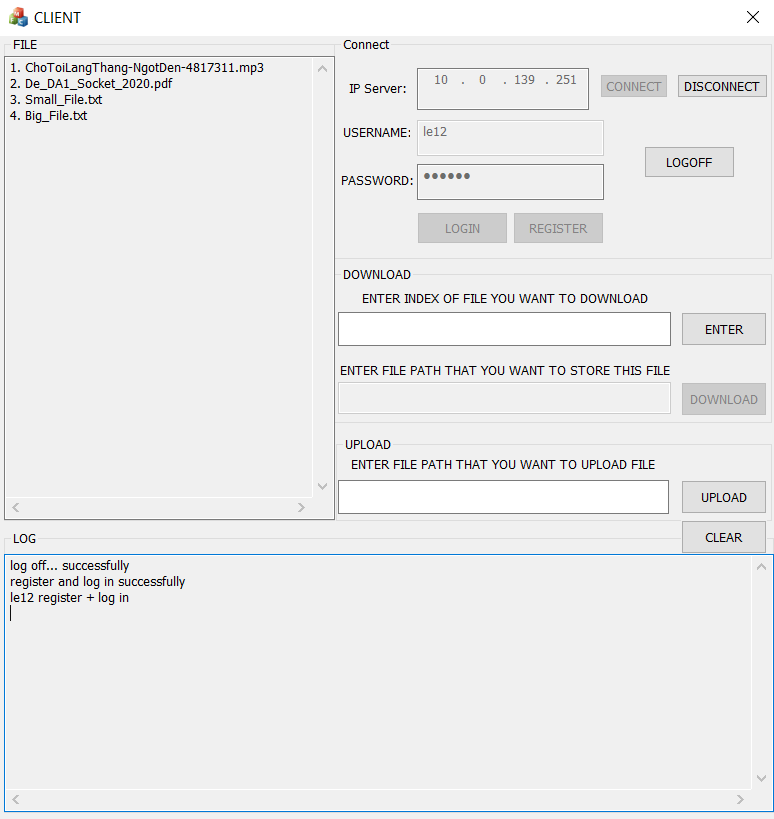 CLIENT
FILE
1. ChoToiLangThang-NgotDen-4817311.mp3
2. De_DA1_Socket_2020.pdf
3. Small_File.txt
4. Big_File.txt
Connect
IP Server: 10 . 0 . 139 . 251 CONNECT DISCONNECT
USERNAME: le12
LOGOFF
PASSWORD: ●●●●●●
LOGIN REGISTER
DOWNLOAD
ENTER INDEX OF FILE YOU WANT TO DOWNLOAD
ENTER
ENTER FILE PATH THAT YOU WANT TO STORE THIS FILE
DOWNLOAD
UPLOAD
ENTER FILE PATH THAT YOU WANT TO UPLOAD FILE
UPLOAD
LOG
CLEAR
log off... successfully
register and log in successfully
le12 register + log in